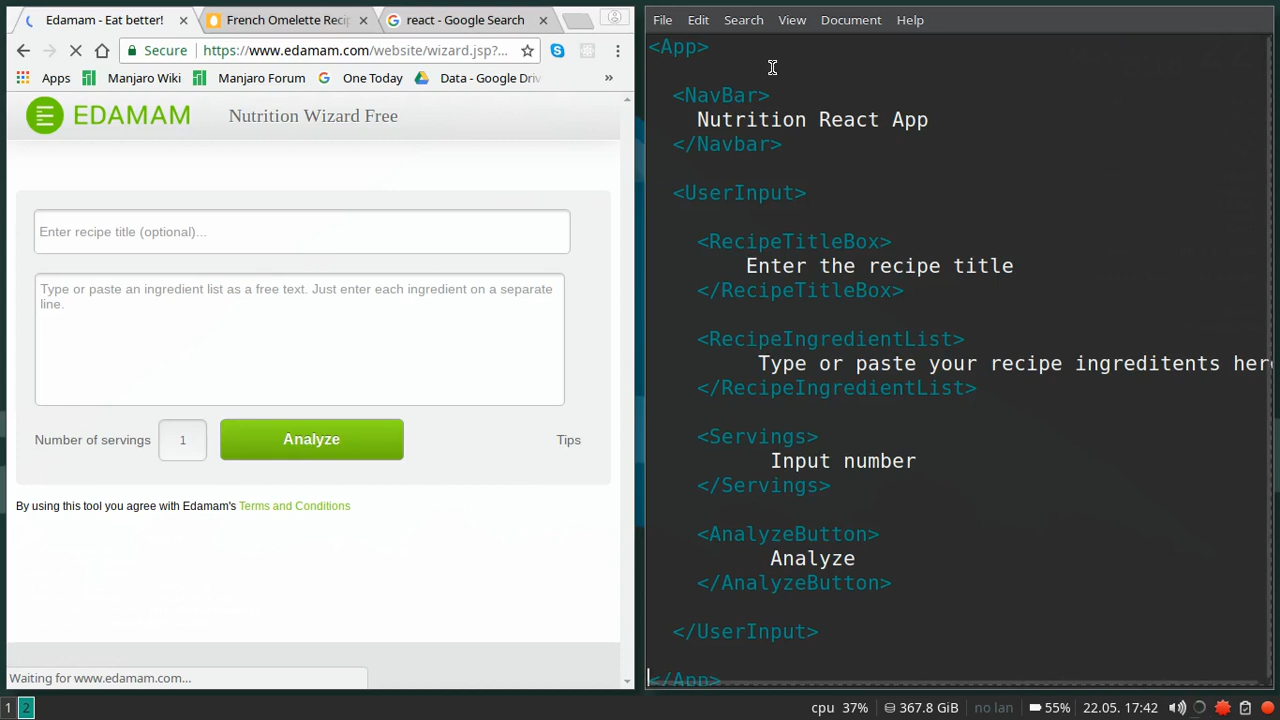 Edamam - Eat better!
French Omelette Recip
react - Google Search
Secure
https://www.edamam.com/website/wizard.jsp?...
Apps
Manjaro Wiki
Manjaro Forum
One Today
Data - Google Driv
»
EDAMAM
Nutrition Wizard Free
Enter recipe title (optional)...
Type or paste an ingredient list as a free text. Just enter each ingredient on a separate
line.
Number of servings
1
Analyze
Tips
By using this tool you agree with Edamam's Terms and Conditions
Waiting for www.edamam.com...
File Edit Search View Document Help
<App>
<NavBar>
Nutrition React App
</Navbar>
<UserInput>
<RecipeTitleBox>
Enter the recipe title
</RecipeTitleBox>
<RecipeIngredientList>
Type or paste your recipe ingreditents here
</RecipeIngredientList>
<Servings>
Input number
</Servings>
<AnalyzeButton>
Analyze
</AnalyzeButton>
</UserInput>
</App>
1 2
cpu 37% 367.8 GiB no lan 55% 22.05. 17:42